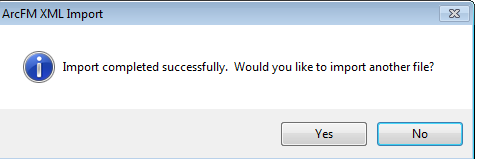 ArcFM XML Import
Import completed successfully.  Would you like to import another file?
Yes
No